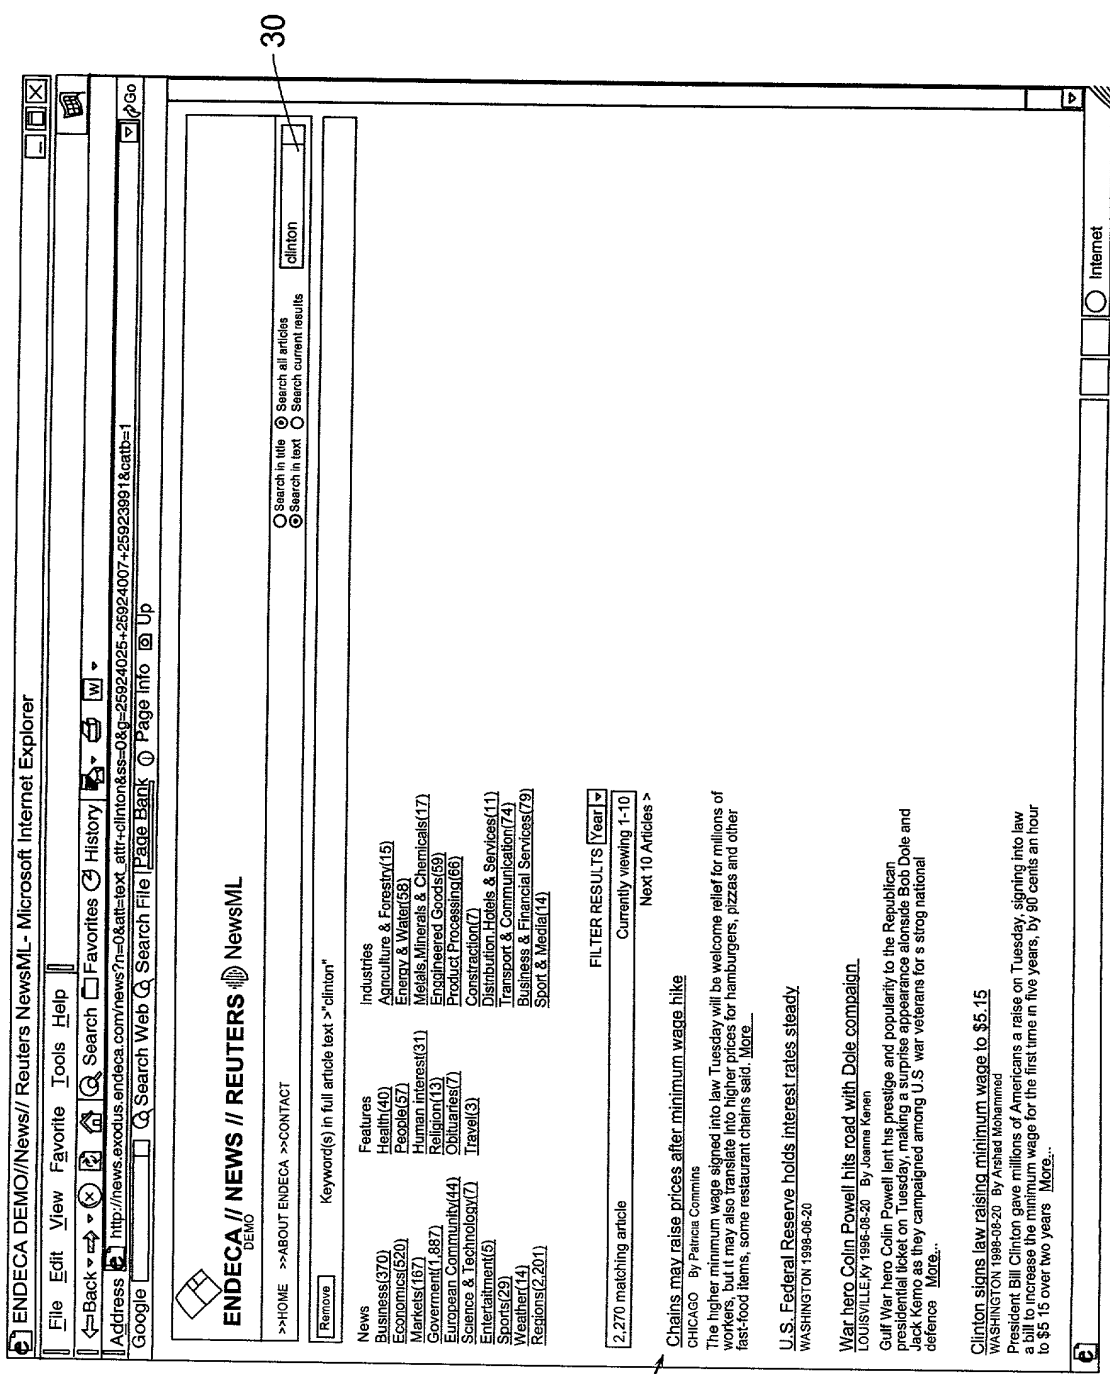 ENDECA DEMO//News// Reuters NewsML- Microsoft Internet Explorer
File Edit View Favorite Tools Help
Back Search Favorites History W
Address http://news.exodus.endeca.com/news?n=0&att=text_attr+clinton&ss=0&g=25924025+25924007+25923991&catb=1 Go
Google Search Web Search File Page Bank Page Info Up
ENDECA // NEWS // REUTERS NewsML
DEMO
>>HOME >>ABOUT ENDECA >>CONTACT
Search in title Search all articles
Search in text Search current results
clinton
30
Remove Keyword(s) in full article text >"clinton"
News
Business(370)
Economics(520)
Markets(167)
Goverment(1,887)
European Community(44)
Science & Technology(7)
Entertaitment(5)
Sports(29)
Weather(14)
Regions(2,201)
Features
Health(40)
People(57)
Human interest(31)
Religion(13)
Obituaries(7)
Travel(3)
Industries
Agriculture & Forestry(15)
Energy & Water(58)
Metals,Minerals & Chemicals(17)
Enggineered Goods(59)
Product Processing(66)
Constraction(7)
Distribution,Hotels & Services(11)
Transport & Communication(74)
Business & Financial Services(79)
Sport & Media(14)
FILTER RESULTS Year
2,2270 matching article Currently viewing 1-10
Next 10 Articles >
Chains may raise prices after minimum wage hike
CHICAGO By Patricia Commins
The higher minimum wage signed into law Tuesday will be welcome relief for millions of
workers, but it may also translate into higher prices for hamburgers, pizzas and other
fast-food items, some restaurant chains said. More
U.S. Federal Reserve holds interest rates steady
WASHINGTON 1996-06-20
War hero Colin Powell hits road with Dole compaign
LOUISVILLE,Ky 1996-08-20 By Joanne Kenen
Gulf War hero Colin Powell lent his prestige and popularity to the Republican
presidential ticket on Tuesday, making a surprise appearance alonside Bob Dole and
Jack Kemo as they campaigned among U.S war veterans for s strog national
defence More...
Clinton signs law raising minimum wage to $5.15
WASHINGTON 1996-08-20 By Arshad Mohammed
President Bill Clinton gave millions of Americans a raise on Tuesday, signing into law
a bill to increase the minimum wage for the first time in five years, by 90 cents an hour
to $5 15 over two years More...
Internet